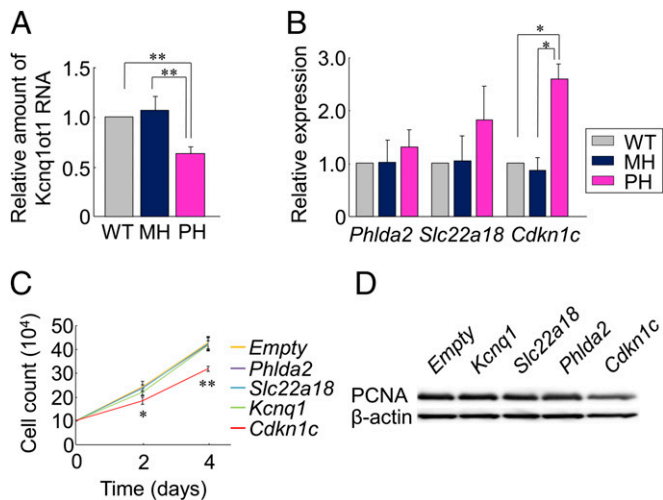 A
Relative amount of
Kcnq1ot1 RNA
1.5
1.0
0.5
0
**
**
WT MH PH
B
Relative expression
3.0
2.0
1.0
0
*
*
Phlda2 Slc22a18 Cdkn1c
WT
MH
PH
C
Cell count (10⁴)
50
40
30
20
10
0
0 2 4
Time (days)
*
**
Empty
Phlda2
Slc22a18
Kcnq1
Cdkn1c
D
Empty
Kcnq1
Slc22a18
Phlda2
Cdkn1c
PCNA
β-actin